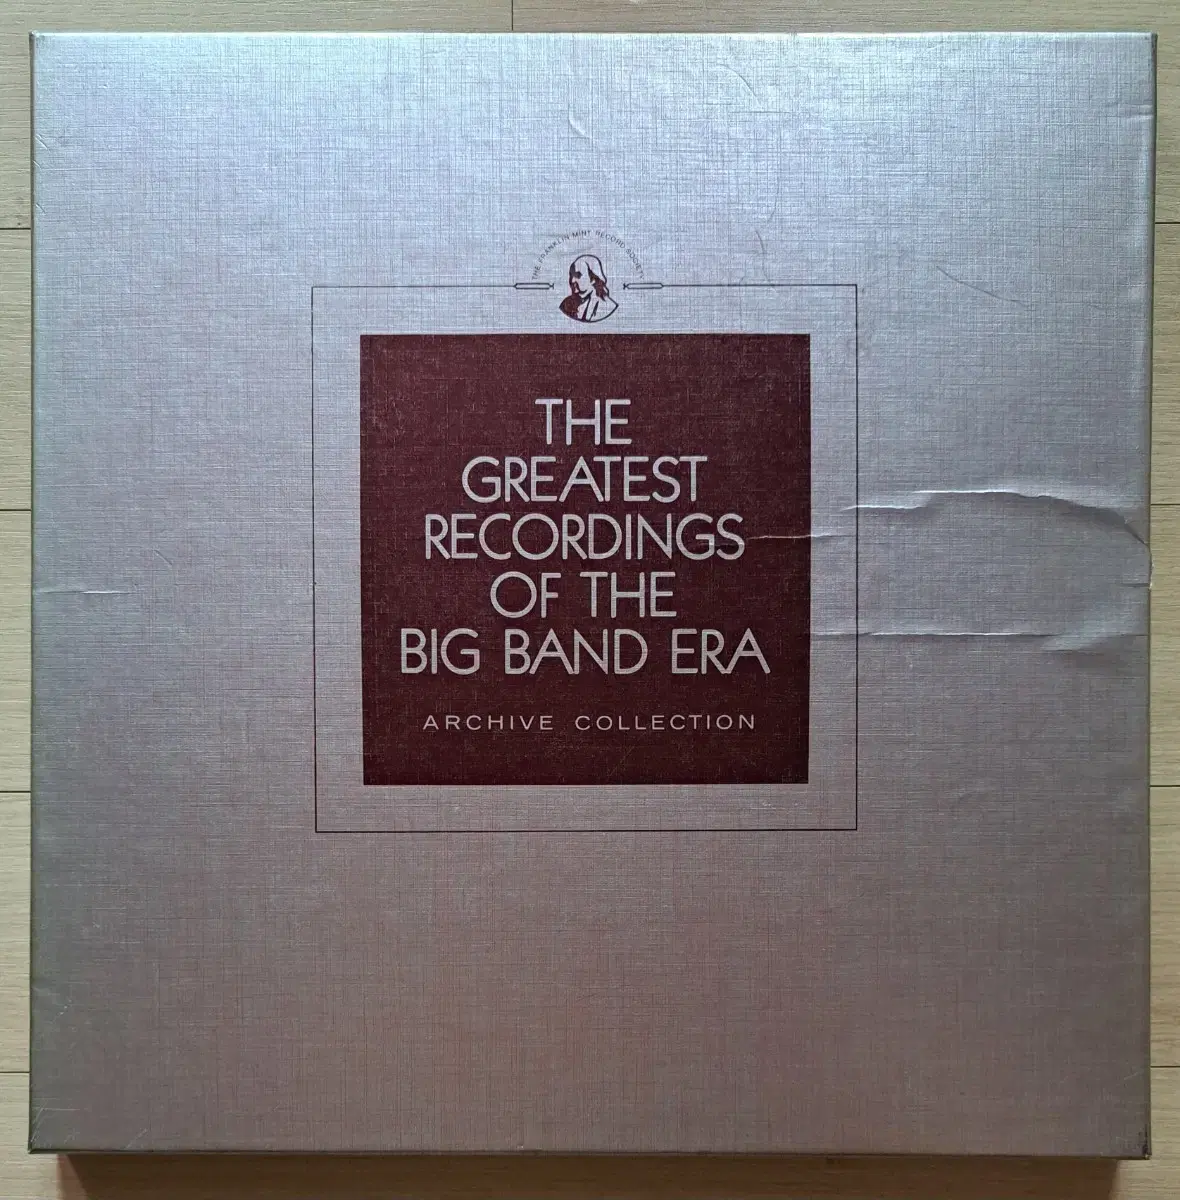 THE FRANKLIN MINT RECORD SOCIETY
THE
GREATEST
RECORDINGS
OF THE
BIG BAND ERA
ARCHIVE COLLECTION